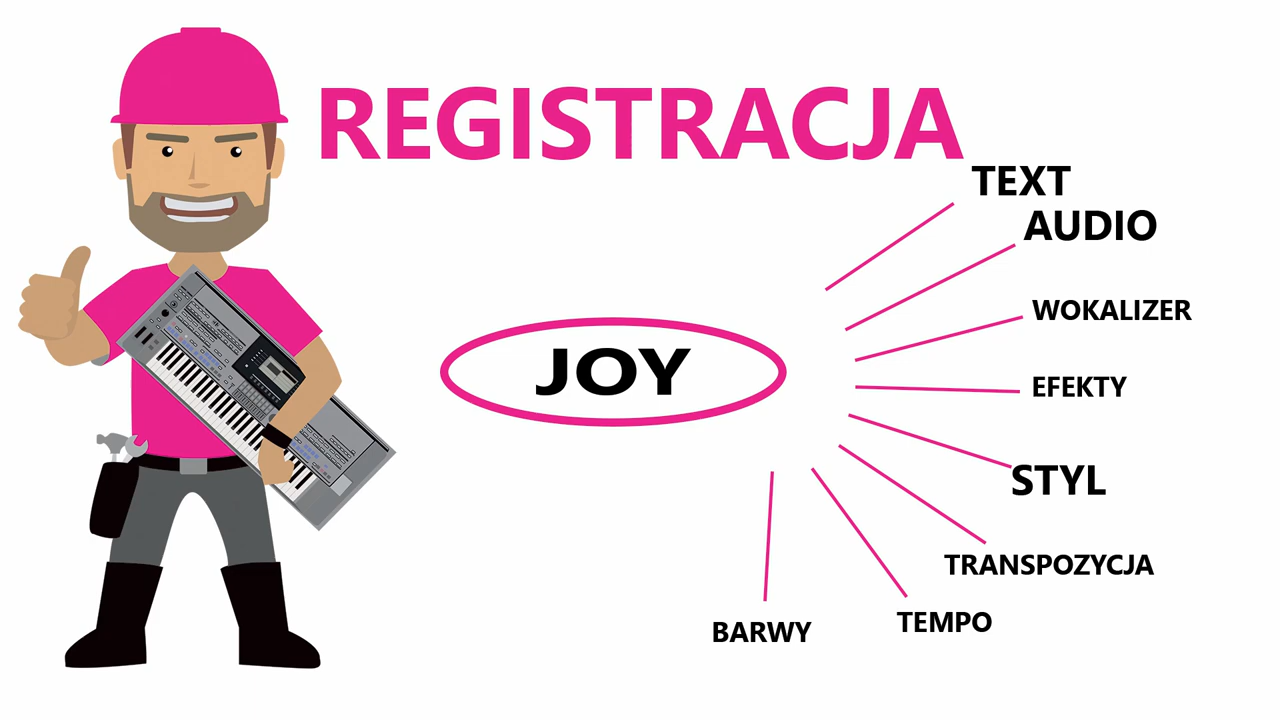 REGISTRACJA
TEXT
AUDIO
WOKALIZER
JOY
EFEKTY
STYL
TRANSPOZYCJA
TEMPO
BARWY